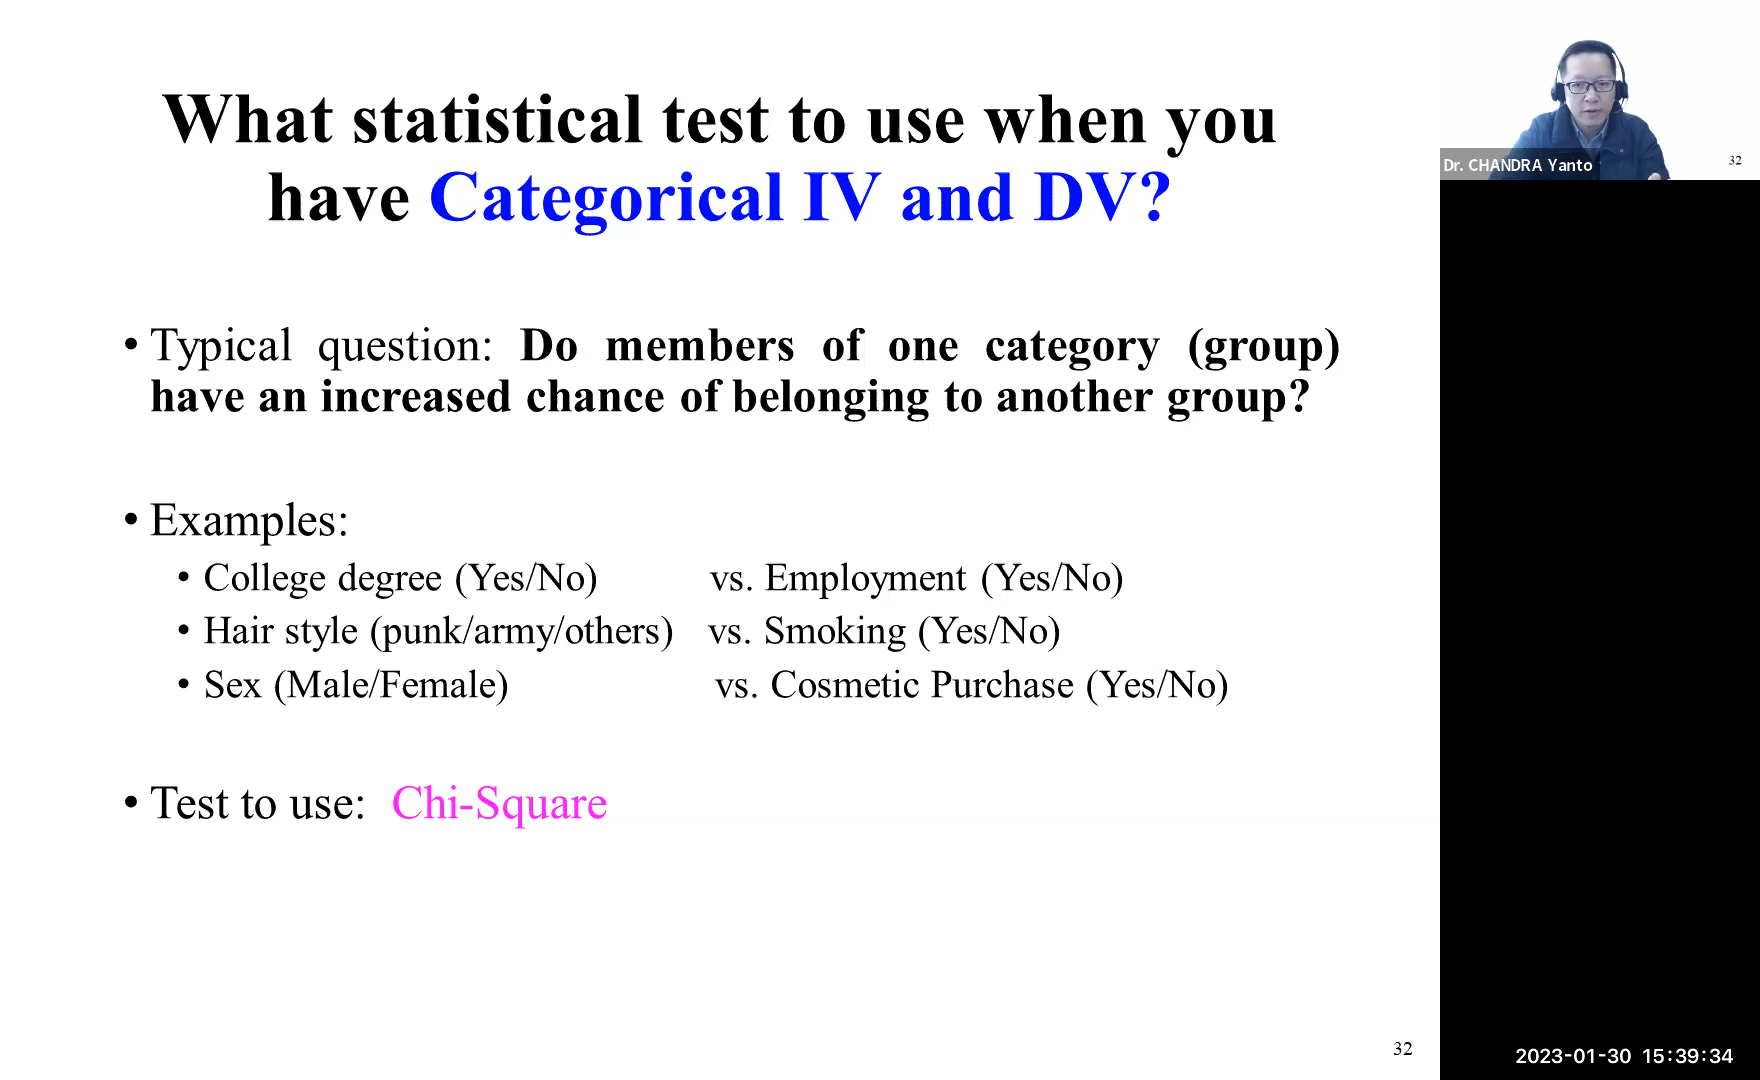 What statistical test to use when you
have Categorical IV and DV?
• Typical question: Do members of one category (group)
have an increased chance of belonging to another group?
• Examples:
• College degree (Yes/No) vs. Employment (Yes/No)
• Hair style (punk/army/others) vs. Smoking (Yes/No)
• Sex (Male/Female) vs. Cosmetic Purchase (Yes/No)
• Test to use: Chi-Square
32
Dr. CHANDRA Yanto
32
2023-01-30 15:39:34